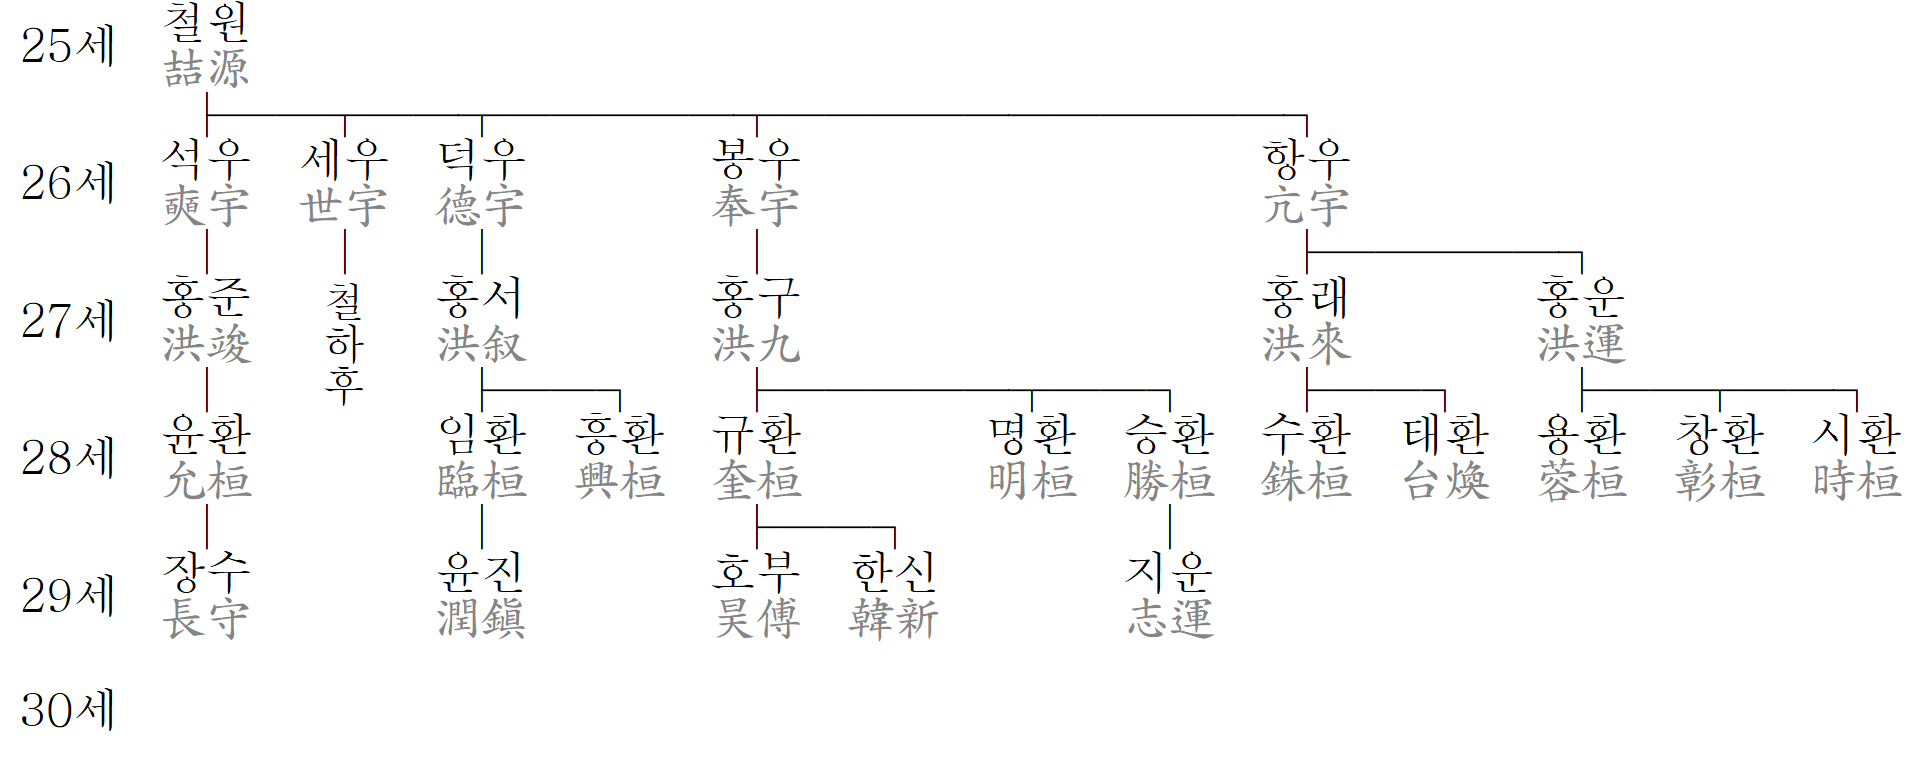 25세 철원
喆源
26세 석우 세우 덕우 봉우 항우
奭宇 世宇 德宇 奉宇 亢宇
27세 홍준 철하후 홍서 홍구 홍래 홍운
洪竣 洪叙 洪九 洪來 洪運
28세 윤환 임환 흥환 규환 명환 승환 수환 태환 용환 창환 시환
允桓 臨桓 興桓 奎桓 明桓 勝桓 銖桓 台煥 蓉桓 彰桓 時桓
29세 장수 윤진 호부 한신 지운
長守 潤鎭 昊傅 韓新 志運
30세